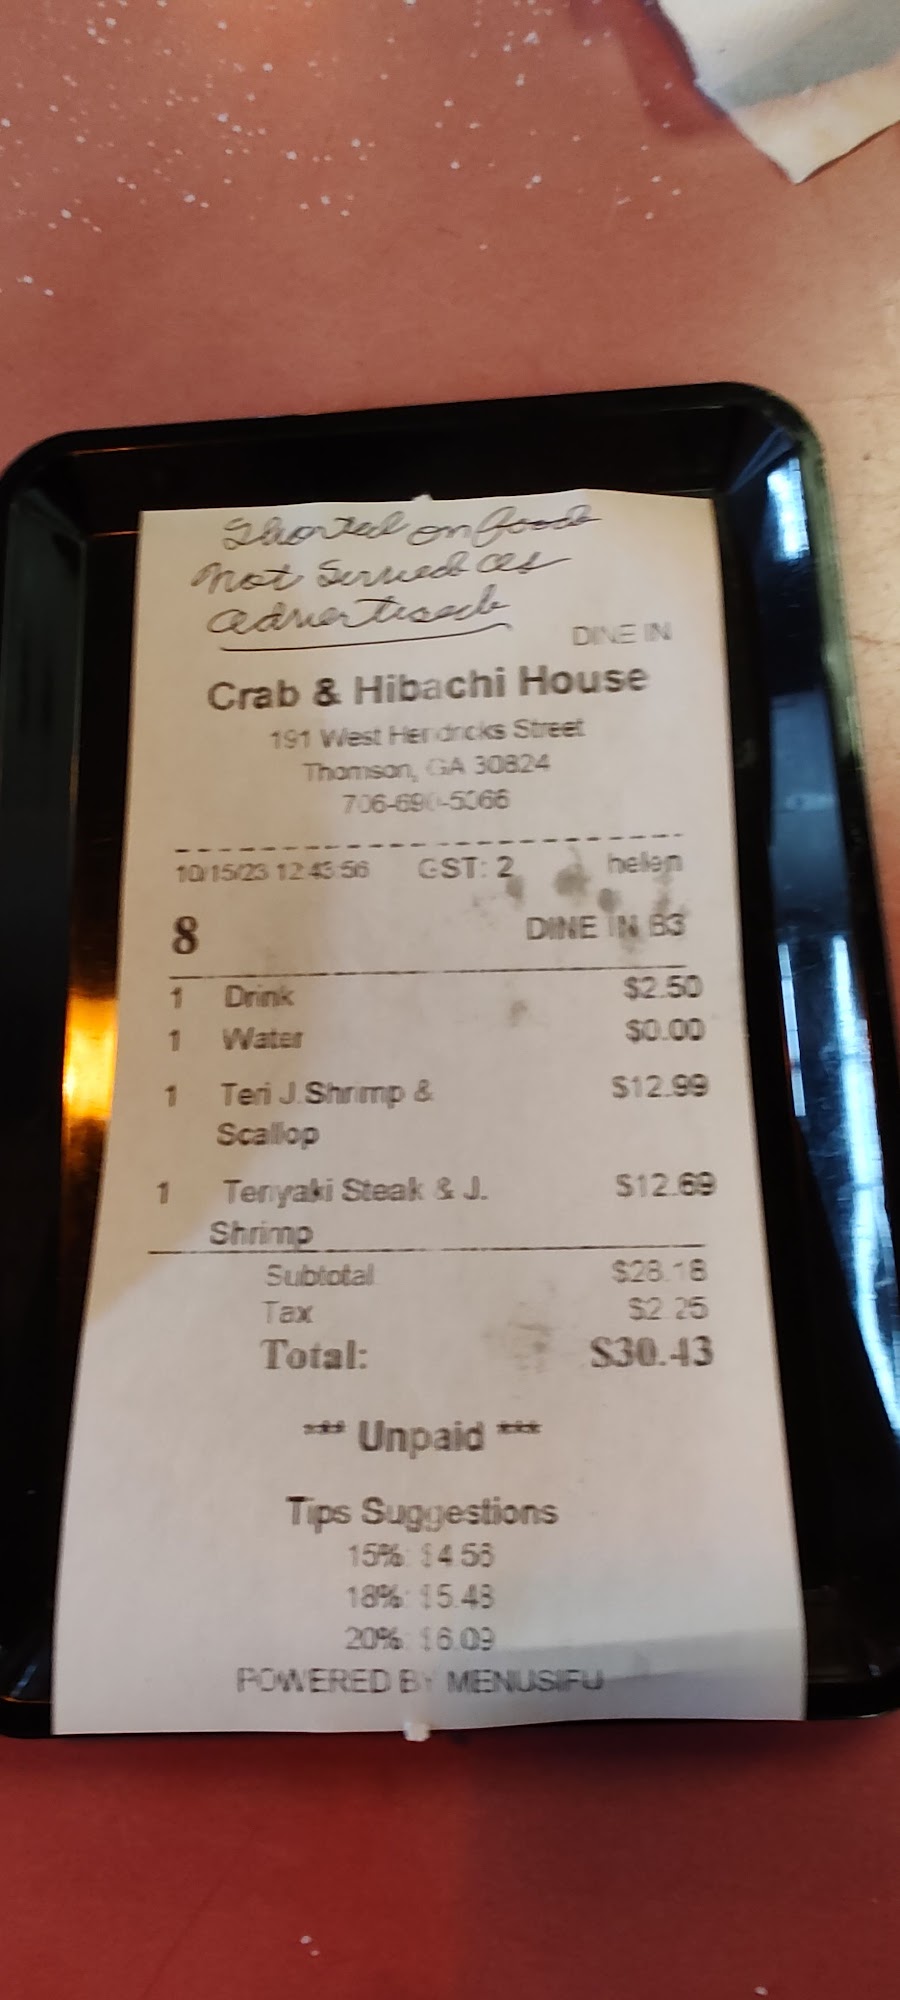 Shorted on food
not Served as
advertised
DINE IN
Crab & Hibachi House
191 West Hendricks Street
Thomson, GA 30824
706-690-5366
10/15/23 12:43:56 GST: 2 helen
8 DINE IN B3
1 Drink $2.50
1 Water $0.00
1 Teri J.Shrimp & $12.99
Scallop
1 Teriyaki Steak & J. $12.69
Shrimp
Subtotal $28.18
Tax $2.25
Total: $30.43
*** Unpaid ***
Tips Suggestions
15%: $4.56
18%: $5.48
20%: $6.09
POWERED BY MENUSIFU